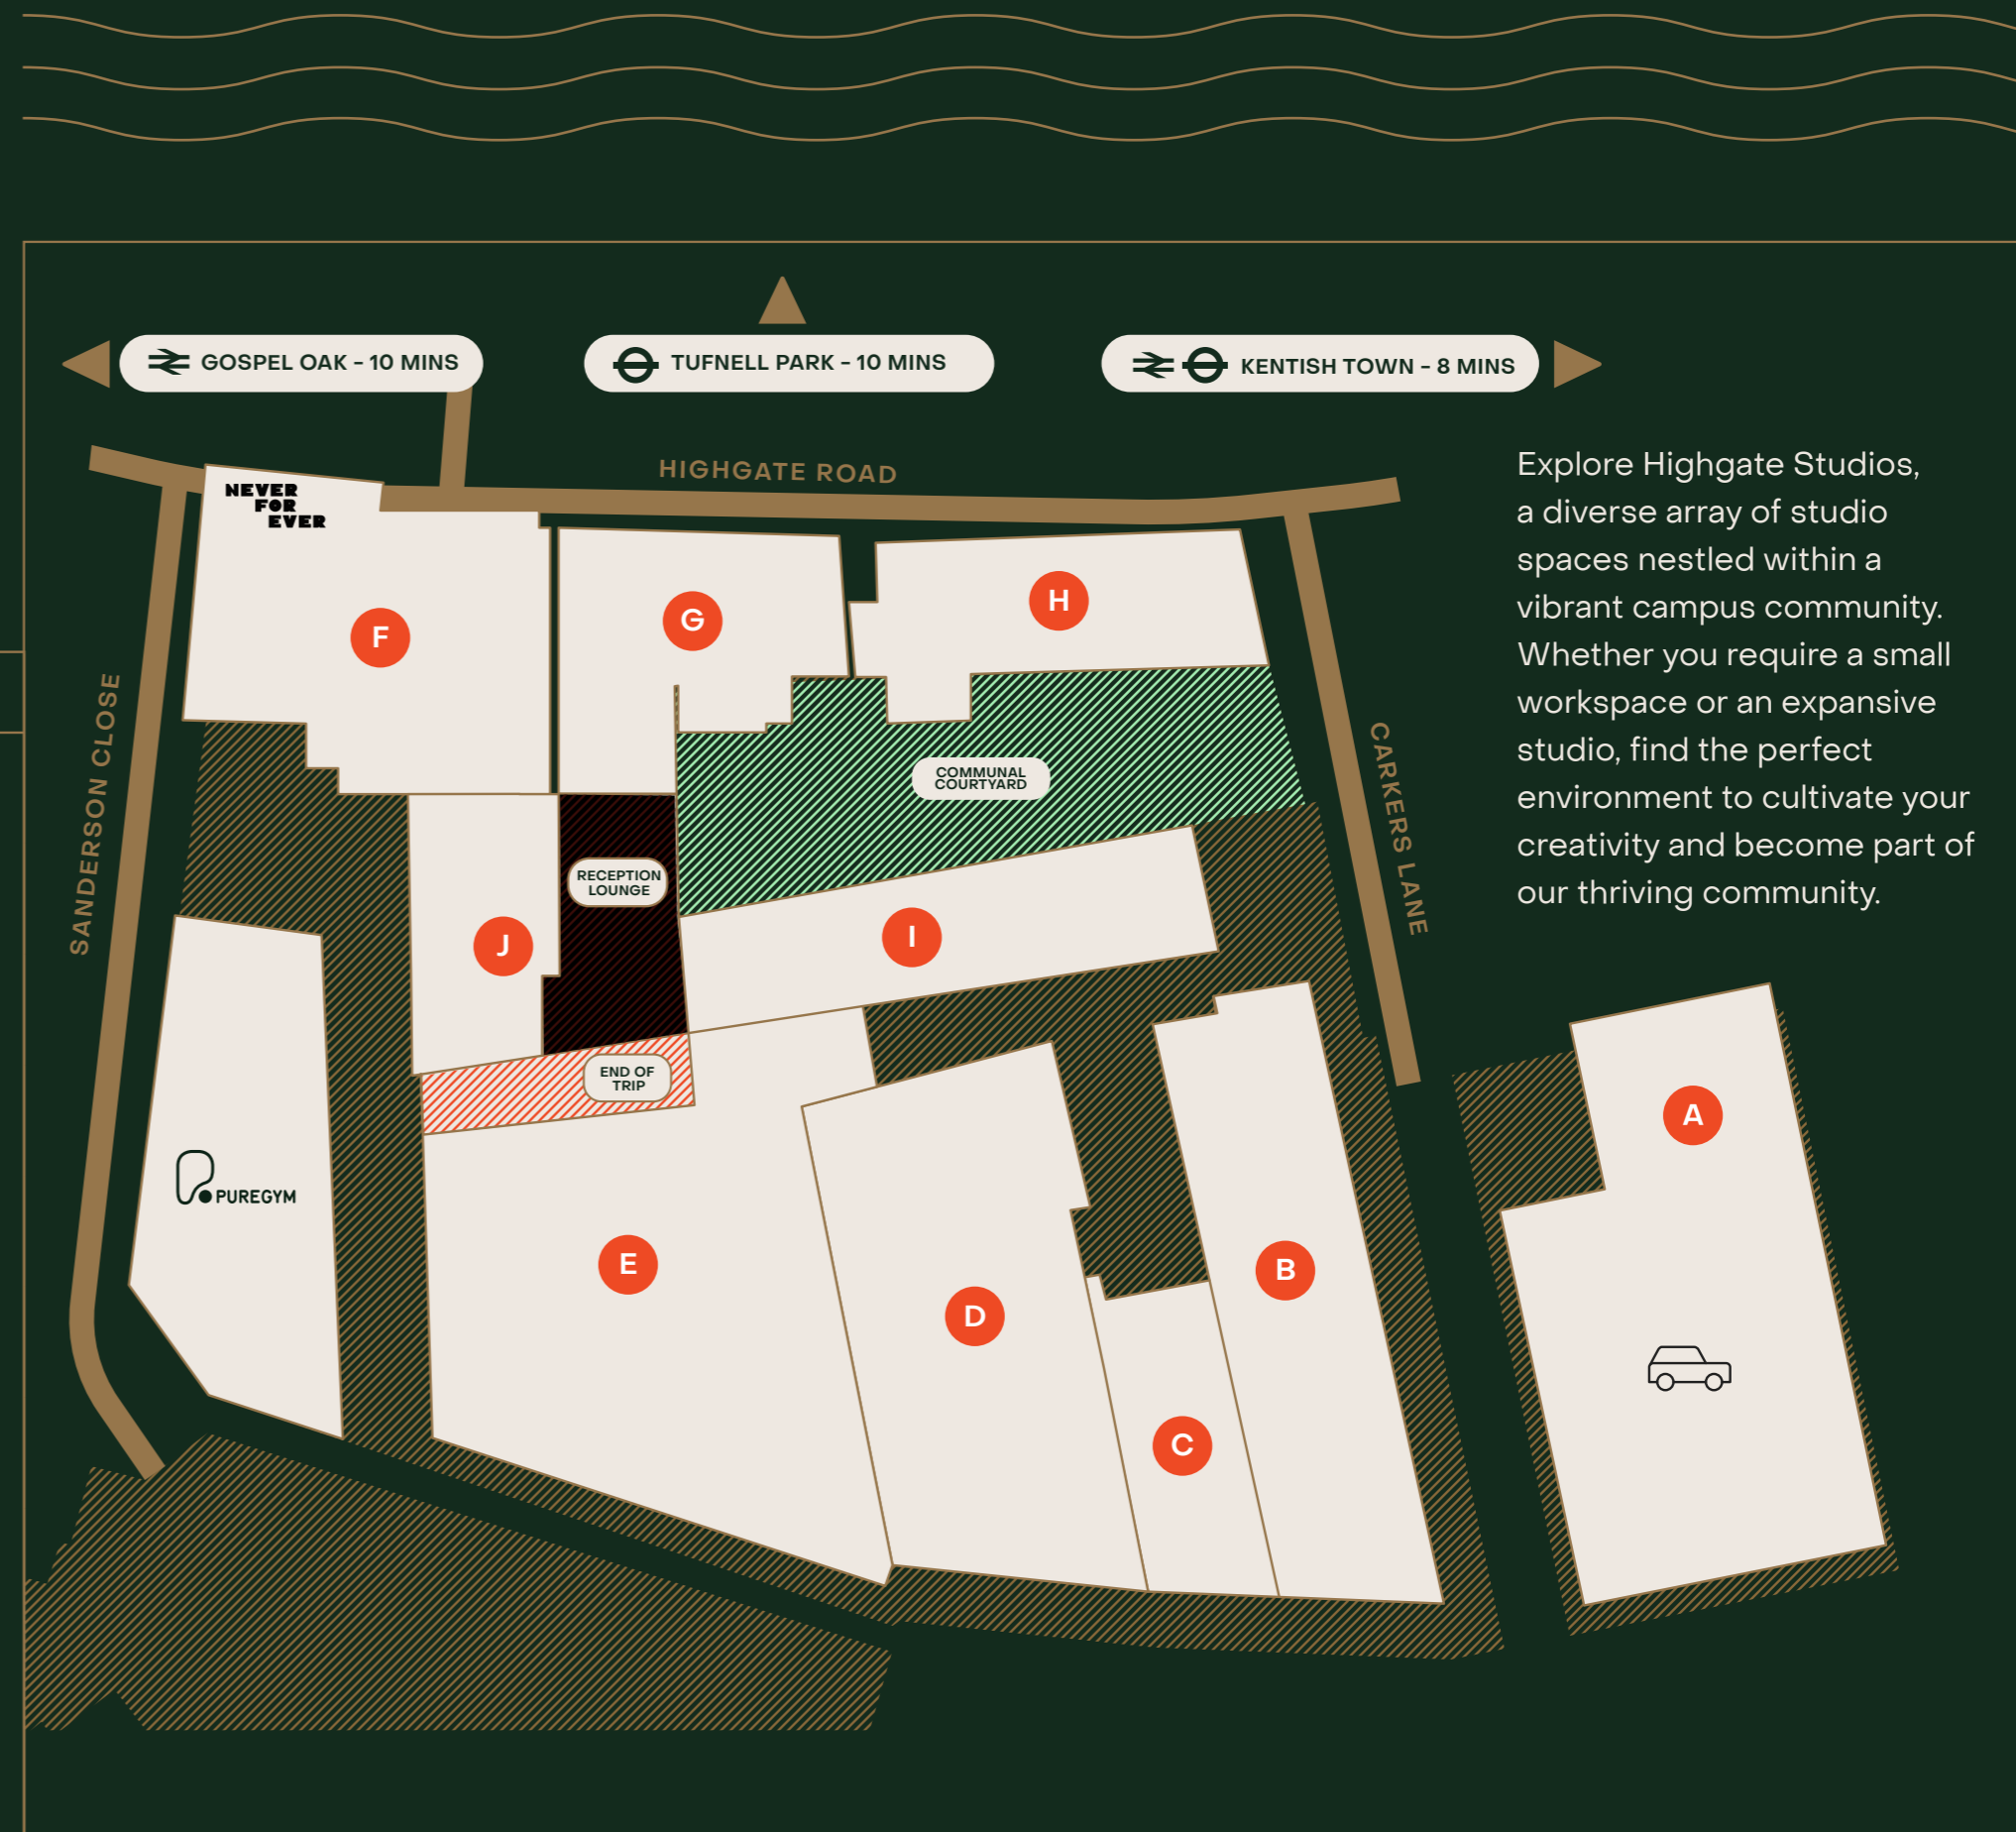 GOSPEL OAK - 10 MINS
TUFNELL PARK - 10 MINS
KENTISH TOWN - 8 MINS
HIGHGATE ROAD
Explore Highgate Studios,
a diverse array of studio
spaces nestled within a
vibrant campus community.
Whether you require a small
workspace or an expansive
studio, find the perfect
environment to cultivate your
creativity and become part of
our thriving community.
NEVER
FOR
EVER
F
G
H
SANDERSON CLOSE
CARKERS LANE
COMMUNAL
COURTYARD
RECEPTION
LOUNGE
J
I
END OF
TRIP
A
PUREGYM
E
D
B
C